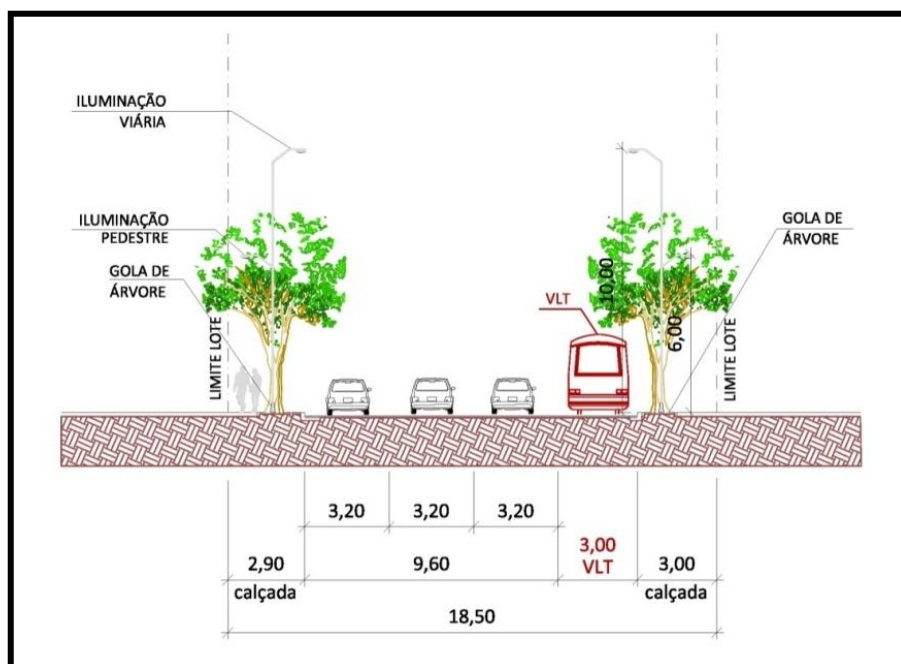 ILUMINAÇÃO
VIÁRIA
ILUMINAÇÃO
PEDESTRE
GOLA DE
ÁRVORE
LIMITE LOTE
VLT
10,00
6,00
GOLA DE
ÁRVORE
LIMITE LOTE
3,20
3,20
3,20
2,90
calçada
9,60
3,00
VLT
3,00
calçada
18,50